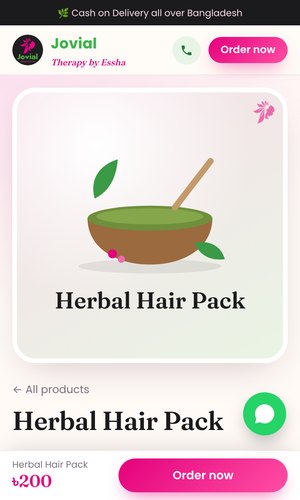 🌿 Cash on Delivery all over Bangladesh
Jovial
Jovial
Therapy by Essha
Order now
Herbal Hair Pack
← All products
Herbal Hair Pack
Herbal Hair Pack
৳200
Order now